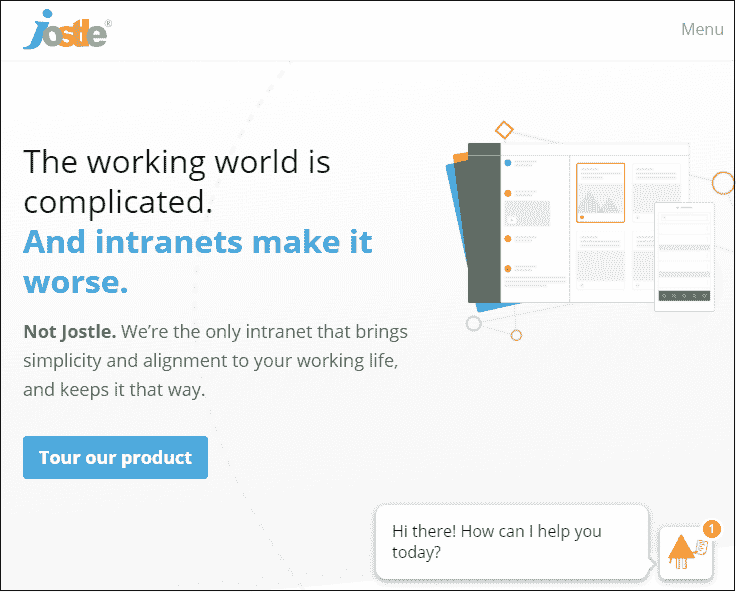 jostle®
Menu
The working world is
complicated.
And intranets make it
worse.
Not Jostle. We’re the only intranet that brings
simplicity and alignment to your working life,
and keeps it that way.
Tour our product
Hi there! How can I help you
today?
1